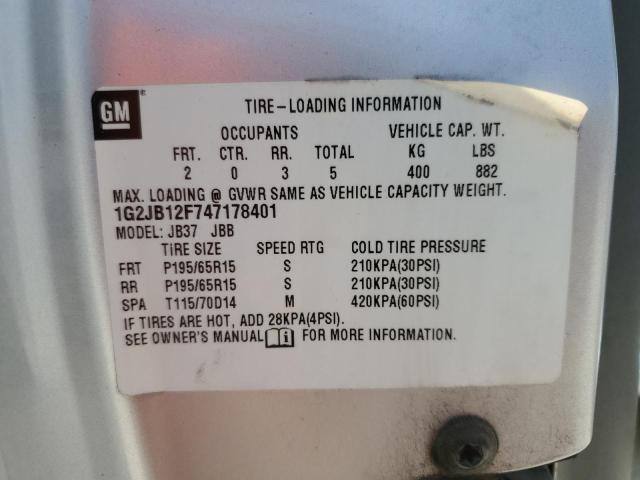 GM ®
TIRE-LOADING INFORMATION
OCCUPANTS VEHICLE CAP. WT.
FRT. CTR. RR. TOTAL KG LBS
2 0 3 5 400 882
MAX. LOADING @ GVWR SAME AS VEHICLE CAPACITY WEIGHT.
1G2JB12F747178401
MODEL: JB37 JBB
TIRE SIZE SPEED RTG COLD TIRE PRESSURE
FRT P195/65R15 S 210KPA(30PSI)
RR P195/65R15 S 210KPA(30PSI)
SPA T115/70D14 M 420KPA(60PSI)
IF TIRES ARE HOT, ADD 28KPA(4PSI).
SEE OWNER'S MANUAL i FOR MORE INFORMATION.